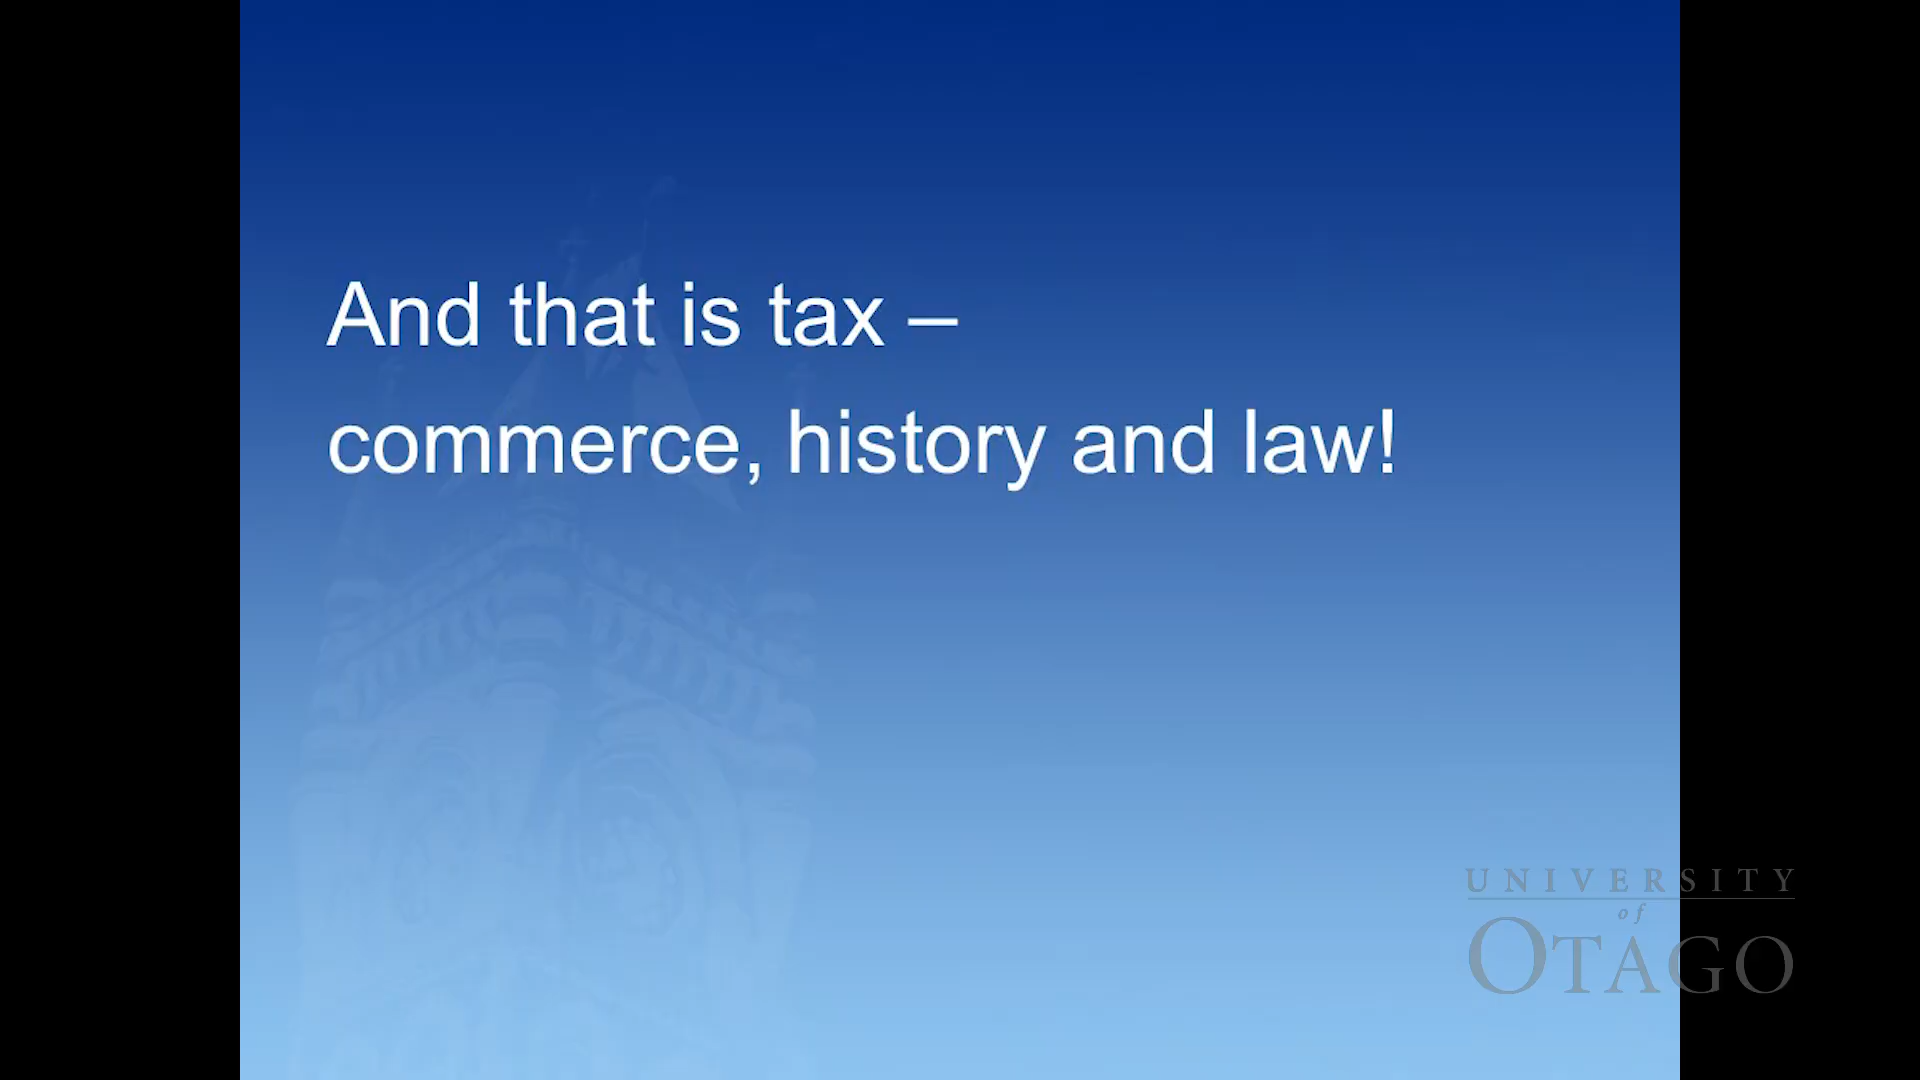 And that is tax –
commerce, history and law!
UNIVERSITY
of
OTAGO